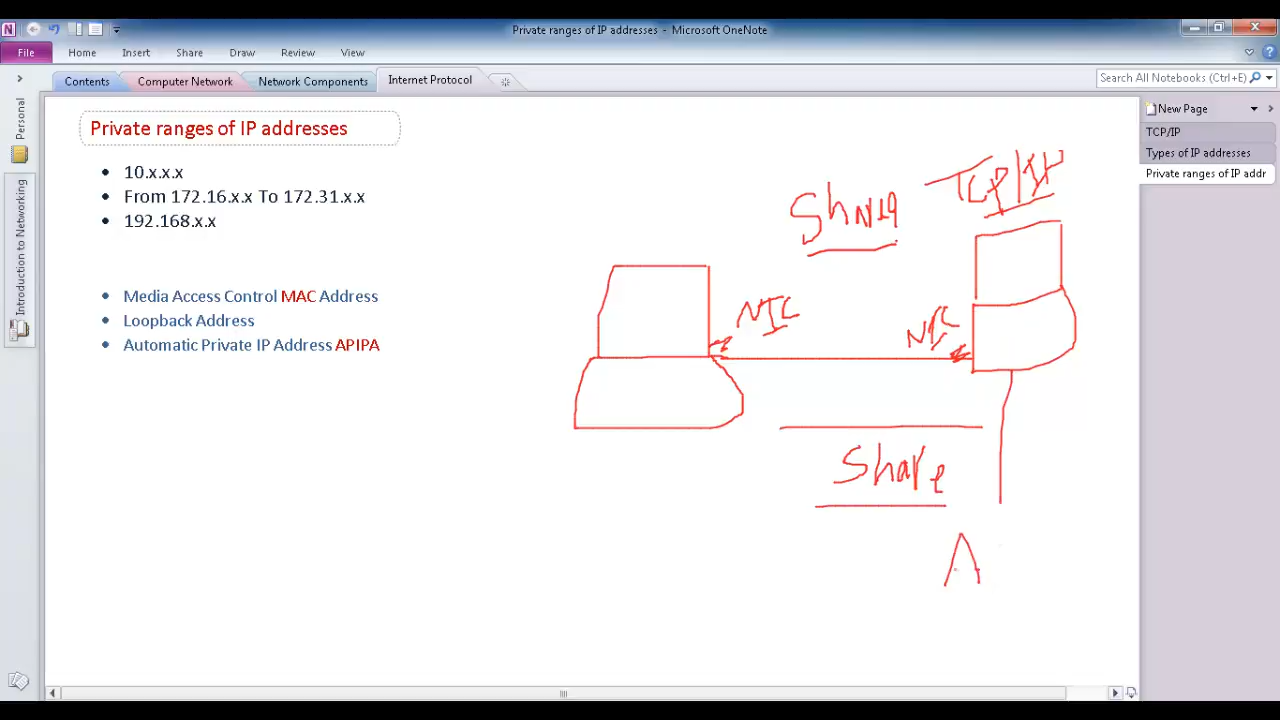 Private ranges of IP addresses - Microsoft OneNote
File Home Insert Share Draw Review View
Contents Computer Network Network Components Internet Protocol
Search All Notebooks (Ctrl+E)
Personal
Introduction to Networking
New Page
TCP/IP
Types of IP addresses
Private ranges of IP addr
Private ranges of IP addresses
10.x.x.x
From 172.16.x.x To 172.31.x.x
192.168.x.x
Media Access Control MAC Address
Loopback Address
Automatic Private IP Address APIPA
TCP/IP
NIC
NIC
Share
A